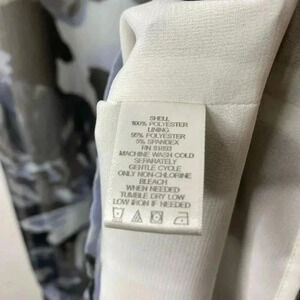 SHELL
100% POLYESTER
LINING
95% POLYESTER
5% SPANDEX
RN
MACHINE WASH COLD
SEPARATELY
GENTLE CYCLE
ONLY NON-CHLORINE
BLEACH
WHEN NEEDED
TUMBLE DRY LOW
LOW IRON IF NEEDED